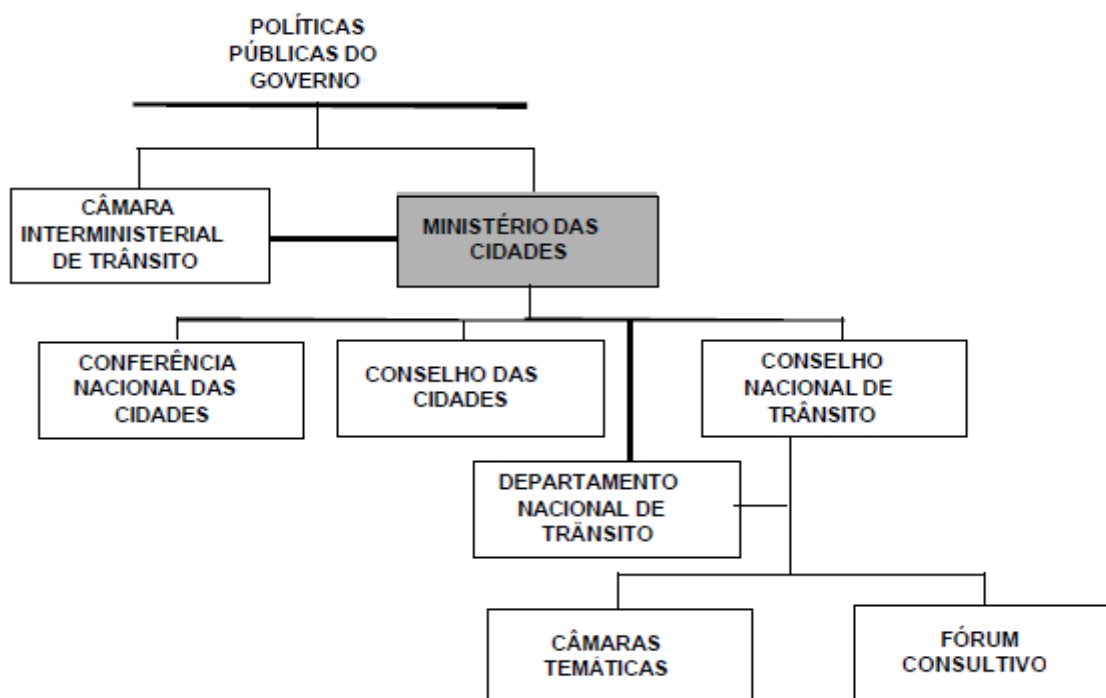 POLÍTICAS
PÚBLICAS DO
GOVERNO
CÂMARA
INTERMINISTERIAL
DE TRÂNSITO
MINISTÉRIO DAS
CIDADES
CONFERÊNCIA
NACIONAL DAS
CIDADES
CONSELHO DAS
CIDADES
CONSELHO
NACIONAL DE
TRÂNSITO
DEPARTAMENTO
NACIONAL DE
TRÂNSITO
CÂMARAS
TEMÁTICAS
FÓRUM
CONSULTIVO